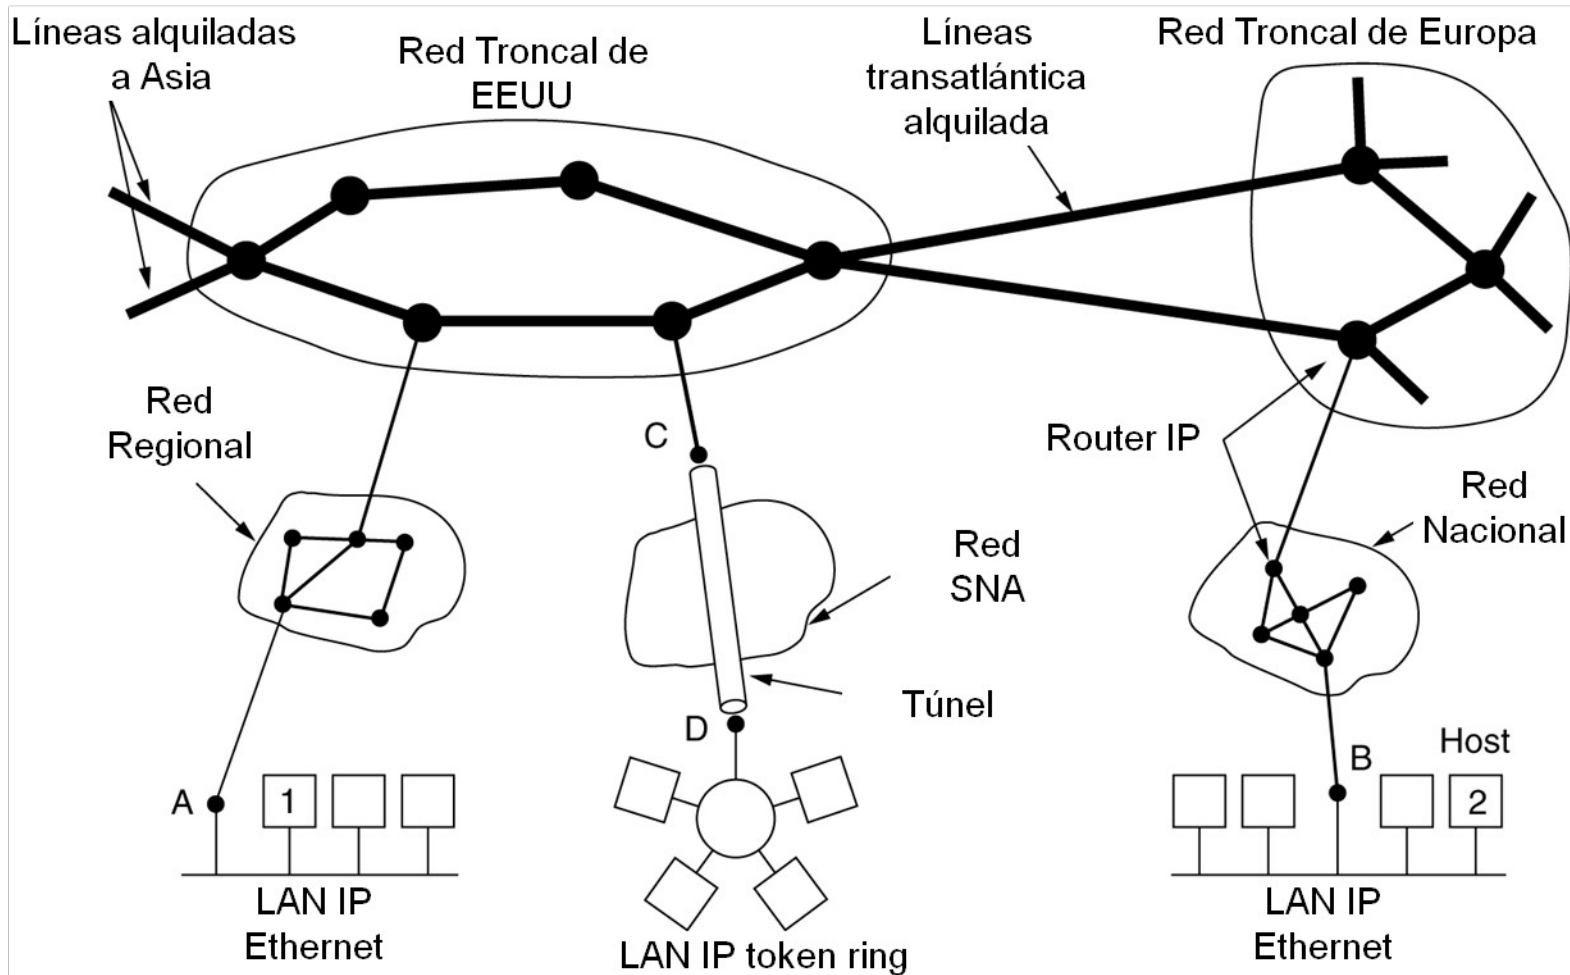 Líneas alquiladas
a Asia
Red Troncal de
EEUU
Líneas
transatlántica
alquilada
Red Troncal de Europa
Red
Regional
C
Router IP
Red
Nacional
Red
SNA
Túnel
D
A
1
B
Host
2
LAN IP
Ethernet
LAN IP token ring
LAN IP
Ethernet